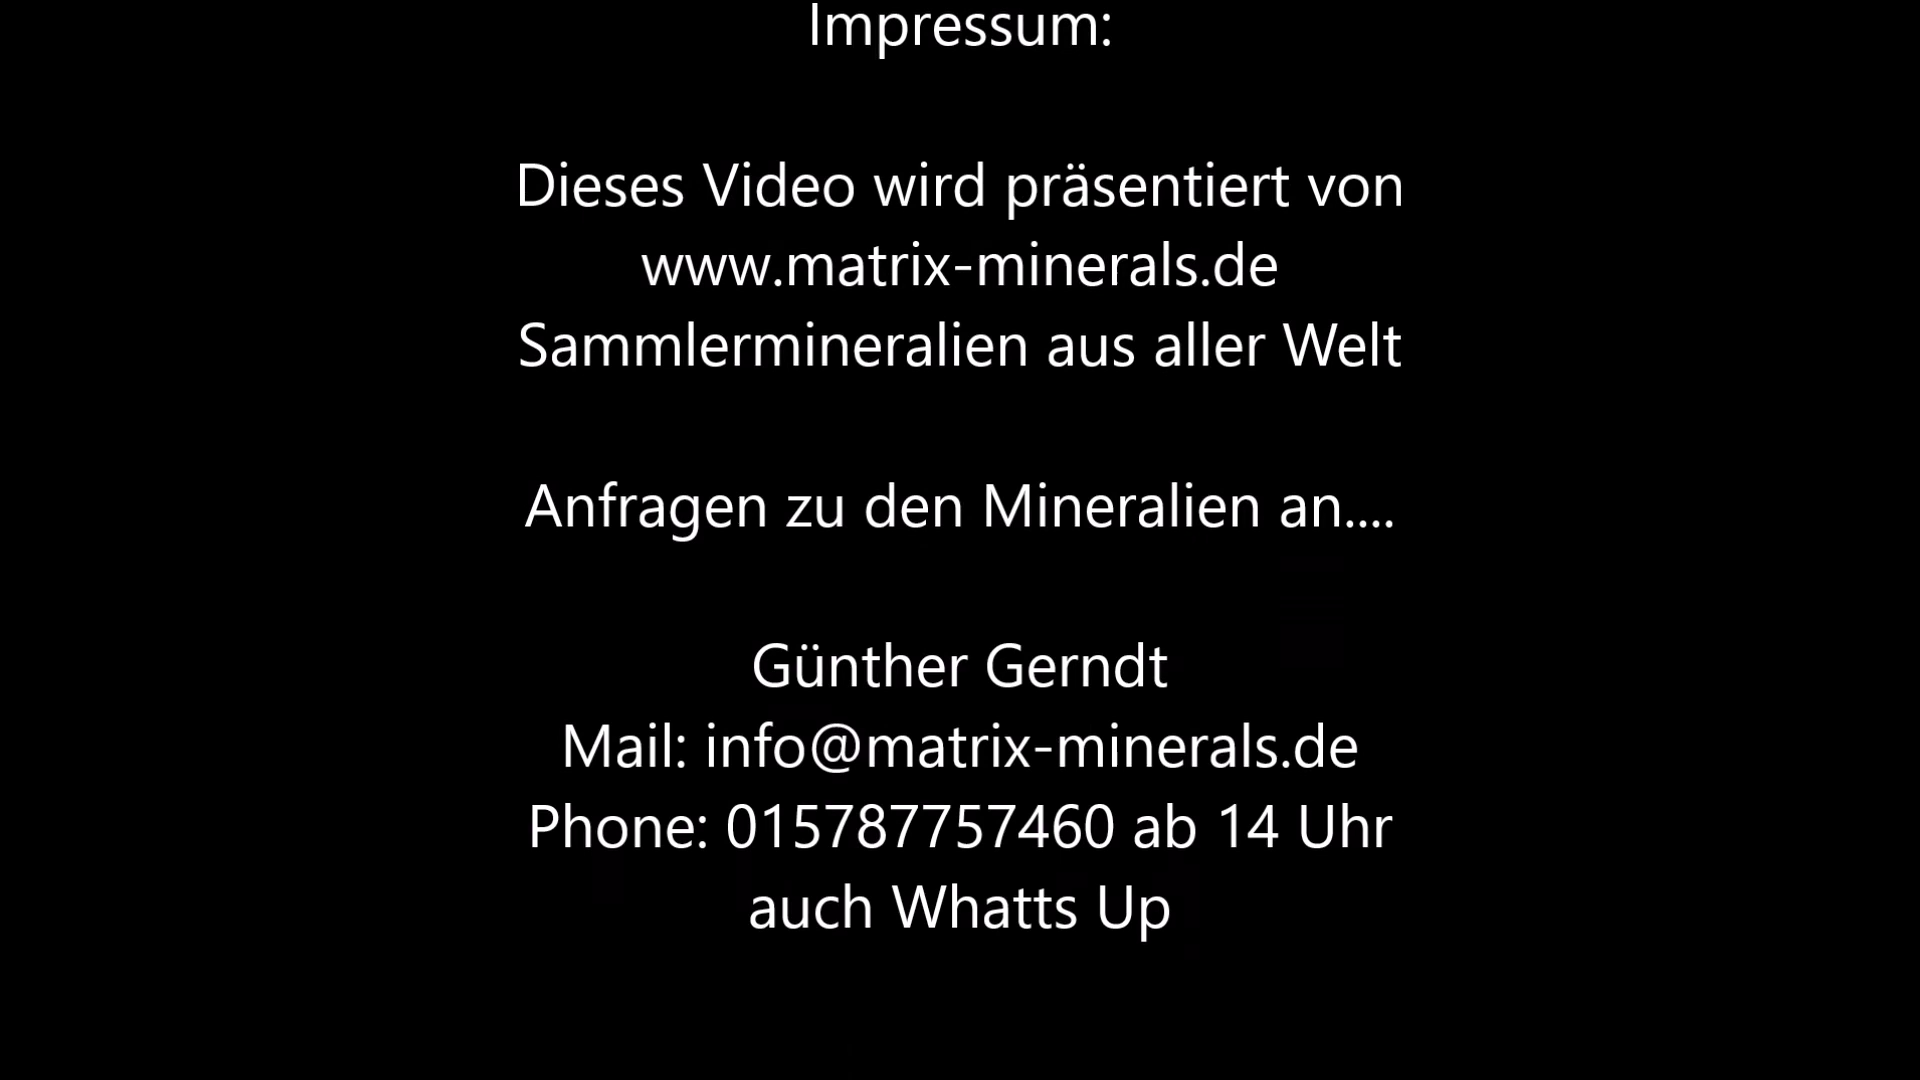 Impressum:
Dieses Video wird präsentiert von
www.matrix-minerals.de
Sammlermineralien aus aller Welt
Anfragen zu den Mineralien an....
Günther Gerndt
Mail: info@matrix-minerals.de
Phone: 015787757460 ab 14 Uhr
auch Whatts Up